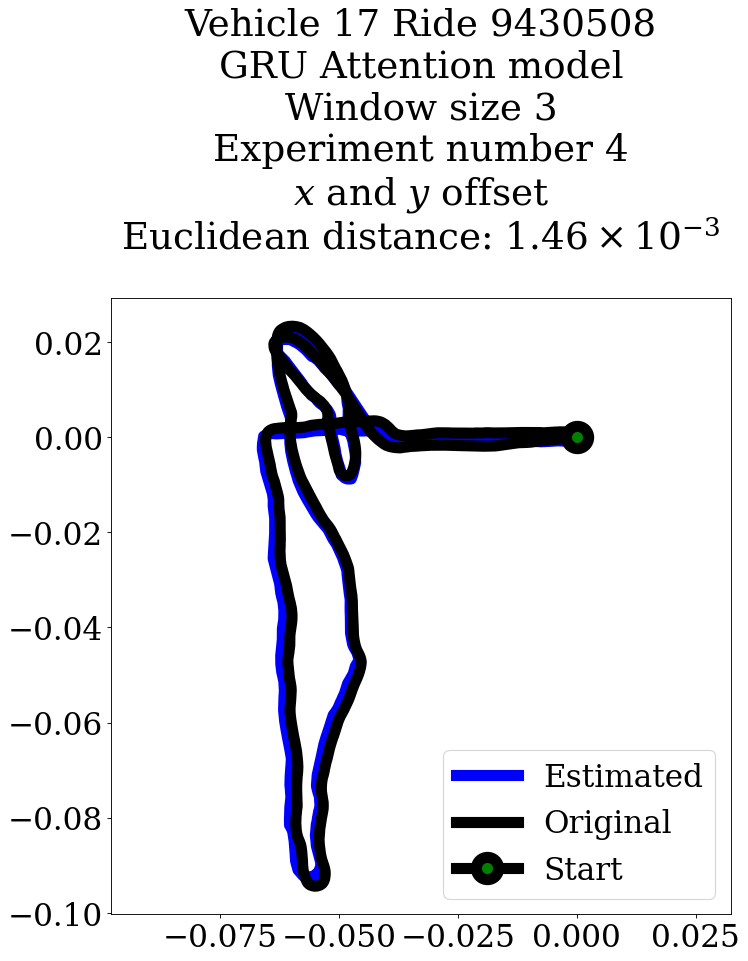 Vehicle 17 Ride 9430508
GRU Attention model
Window size 3
Experiment number 4
x and y offset
Euclidean distance: 1.46 × 10⁻³
0.02
0.00
−0.02
−0.04
−0.06
−0.08
−0.10
Estimated
Original
Start
−0.075 −0.050 −0.025 0.000 0.025